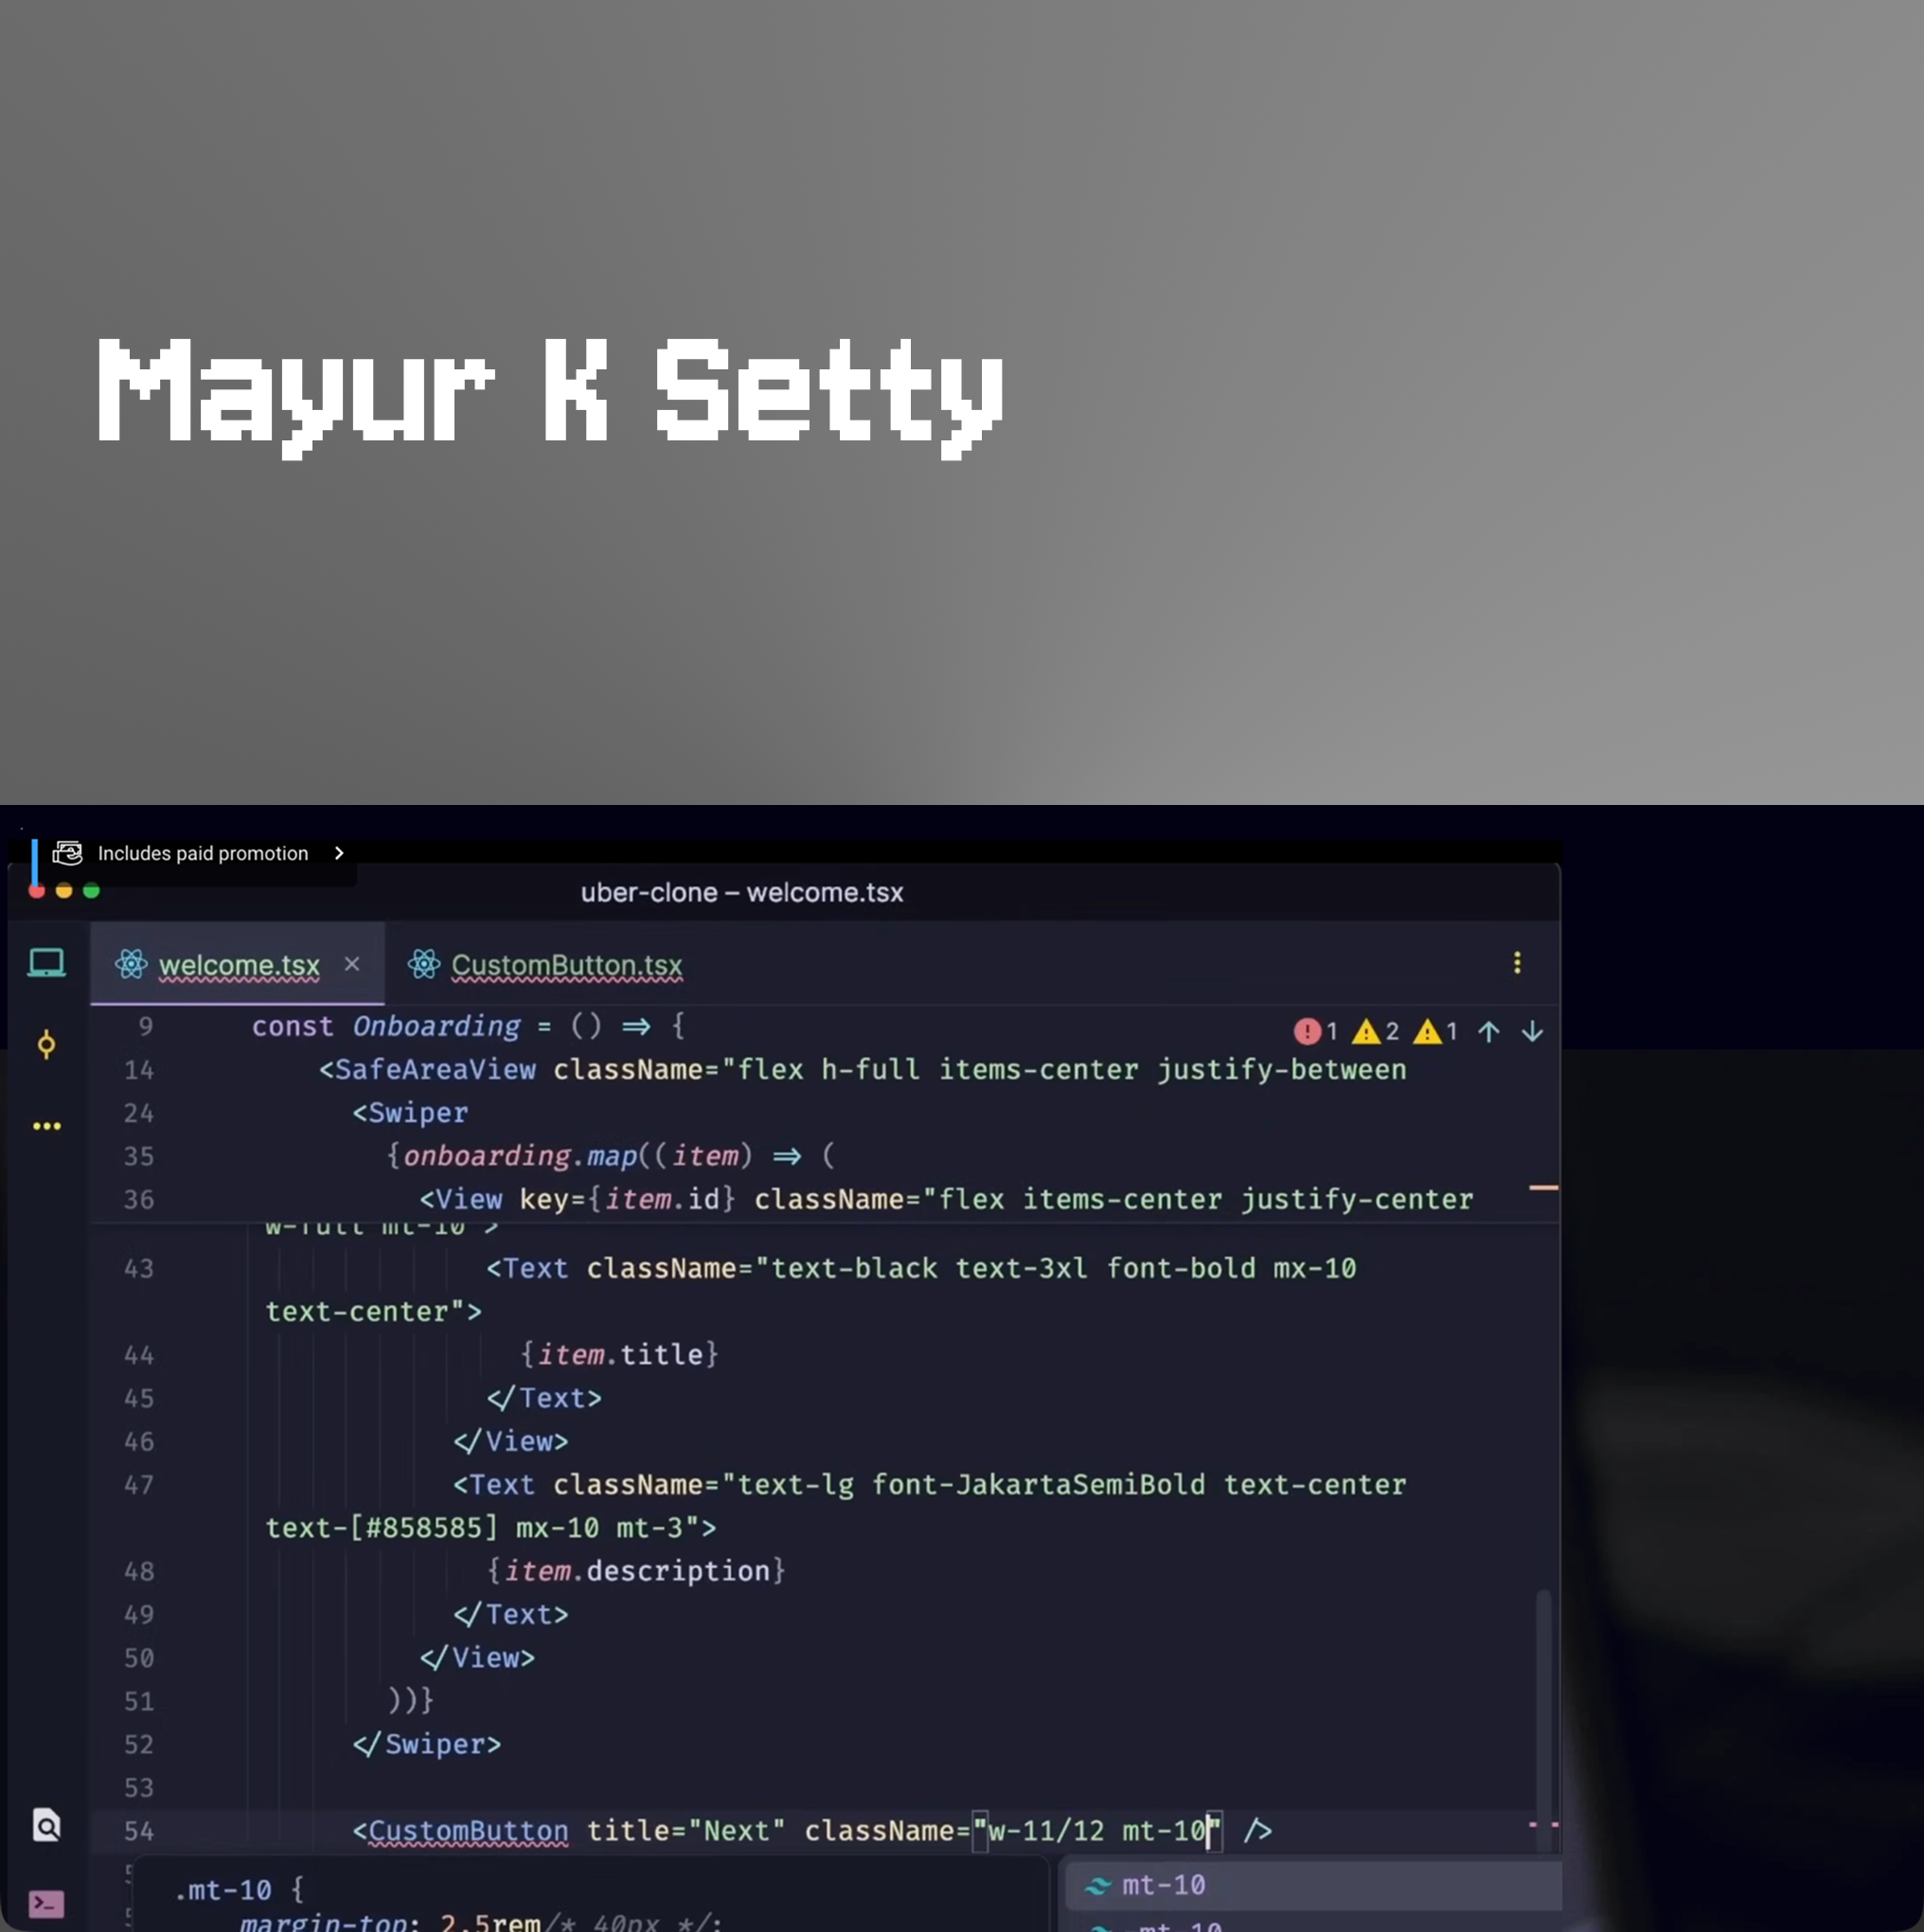 Mayur K Setty
Includes paid promotion
uber-clone – welcome.tsx
welcome.tsx × CustomButton.tsx
9 const Onboarding = () => { 1 2 1
14 <SafeAreaView className="flex h-full items-center justify-between
24 <Swiper
35 {onboarding.map((item) => (
36 <View key={item.id} className="flex items-center justify-center
w-full mt-10">
43 <Text className="text-black text-3xl font-bold mx-10
text-center">
44 {item.title}
45 </Text>
46 </View>
47 <Text className="text-lg font-JakartaSemiBold text-center
text-[#858585] mx-10 mt-3">
48 {item.description}
49 </Text>
50 </View>
51 ))}
52 </Swiper>
53
54 <CustomButton title="Next" className="w-11/12 mt-10" />
.mt-10 { mt-10
margin-top: 2.5rem/* 40px */; -mt-10